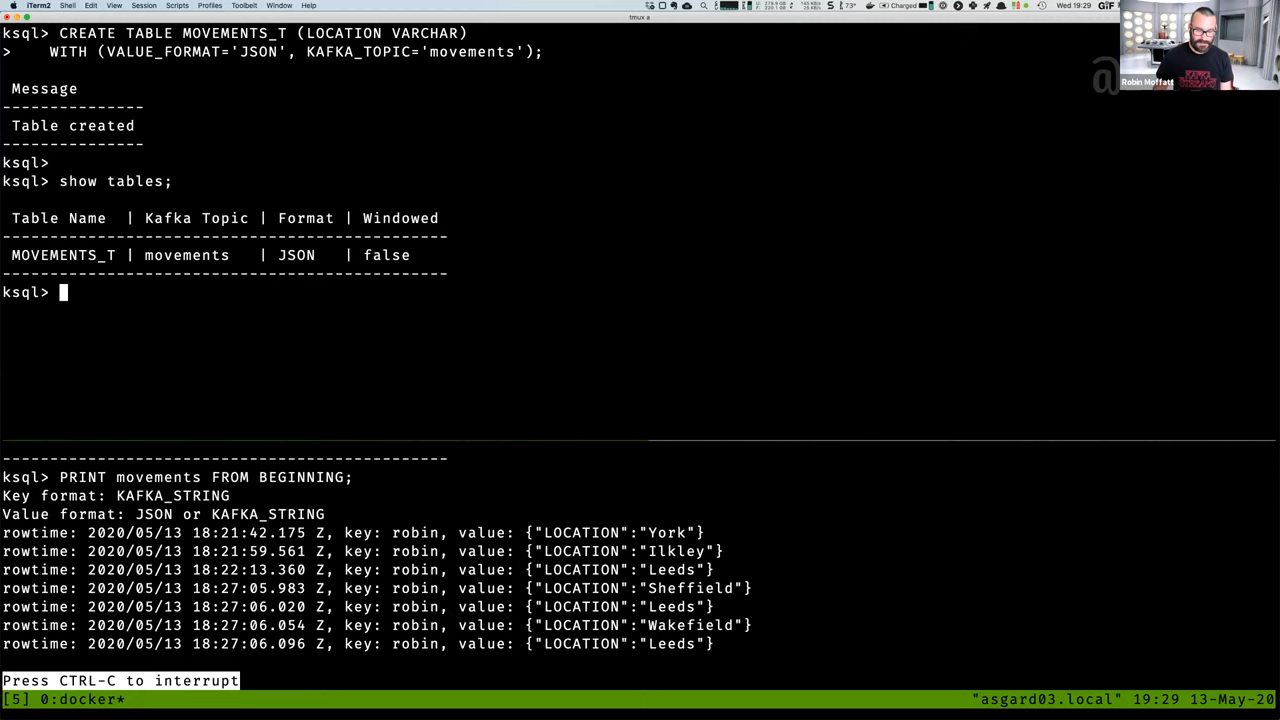 iTerm2 Shell Edit View Session Scripts Profiles Toolbelt Window Help Charged Wed 19:29
tmux a
ksql> CREATE TABLE MOVEMENTS_T (LOCATION VARCHAR)
>    WITH (VALUE_FORMAT='JSON', KAFKA_TOPIC='movements');
Message
---------------
Table created
---------------
ksql>
ksql> show tables;
Table Name | Kafka Topic | Format | Windowed
-----------------------------------------------
MOVEMENTS_T | movements | JSON | false
-----------------------------------------------
ksql>
@
Robin Moffatt
-----------------------------------------------
ksql> PRINT movements FROM BEGINNING;
Key format: KAFKA_STRING
Value format: JSON or KAFKA_STRING
rowtime: 2020/05/13 18:21:42.175 Z, key: robin, value: {"LOCATION":"York"}
rowtime: 2020/05/13 18:21:59.561 Z, key: robin, value: {"LOCATION":"Ilkley"}
rowtime: 2020/05/13 18:22:13.360 Z, key: robin, value: {"LOCATION":"Leeds"}
rowtime: 2020/05/13 18:27:05.983 Z, key: robin, value: {"LOCATION":"Sheffield"}
rowtime: 2020/05/13 18:27:06.020 Z, key: robin, value: {"LOCATION":"Leeds"}
rowtime: 2020/05/13 18:27:06.054 Z, key: robin, value: {"LOCATION":"Wakefield"}
rowtime: 2020/05/13 18:27:06.096 Z, key: robin, value: {"LOCATION":"Leeds"}
Press CTRL-C to interrupt
[5] 0:docker* "asgard03.local" 19:29 13-May-20